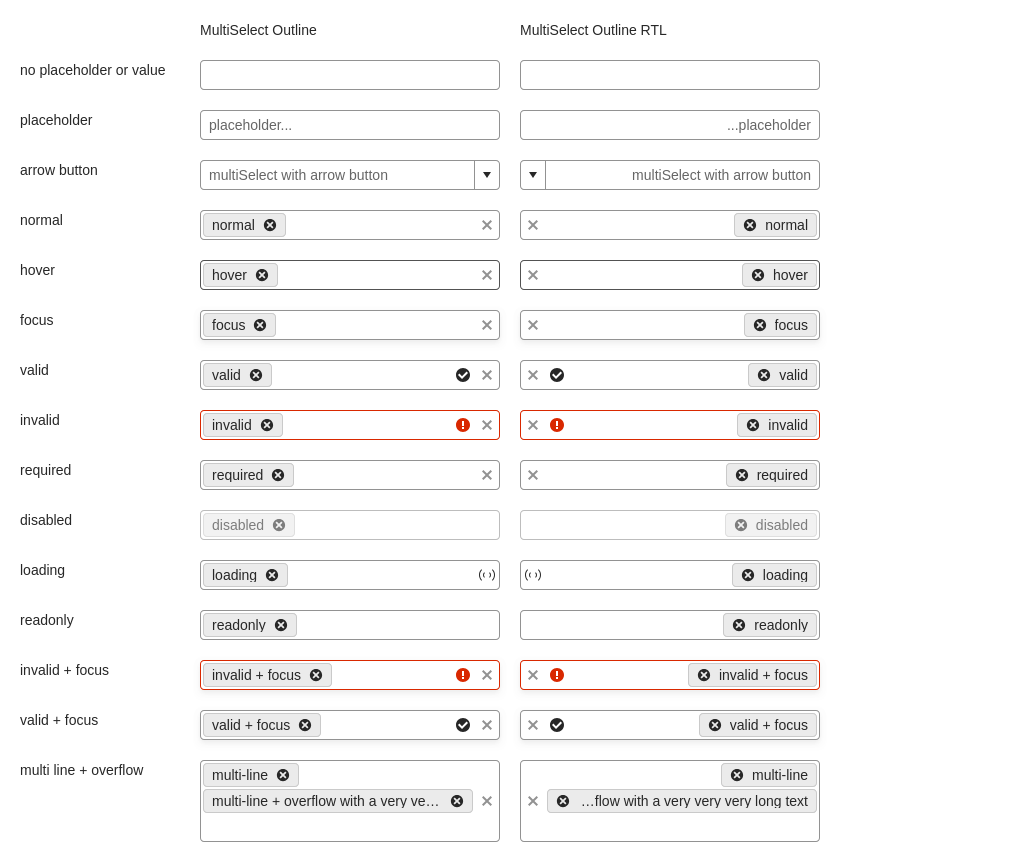 MultiSelect Outline MultiSelect Outline RTL
no placeholder or value
placeholder placeholder... ...placeholder
arrow button multiSelect with arrow button multiSelect with arrow button
normal normal normal
hover hover hover
focus focus focus
valid valid valid
invalid invalid invalid
required required required
disabled disabled disabled
loading loading loading
readonly readonly readonly
invalid + focus invalid + focus invalid + focus
valid + focus valid + focus valid + focus
multi line + overflow multi-line multi-line
multi-line + overflow with a very ve… …flow with a very very very long text